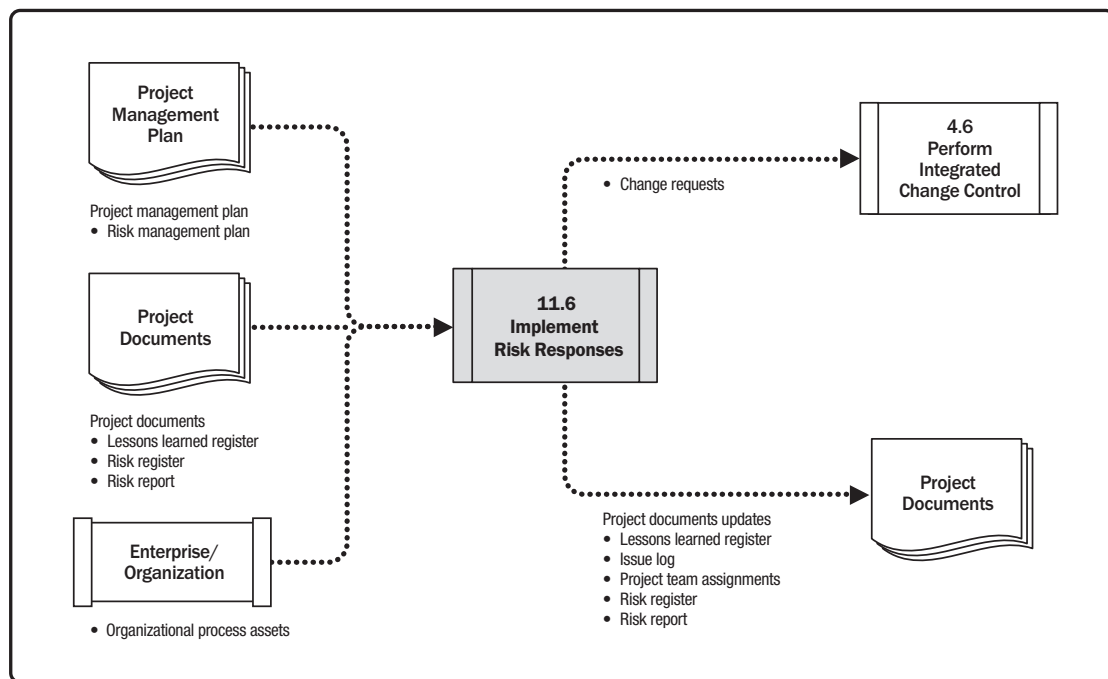 Project
Management
Plan
Project management plan
• Risk management plan
Project
Documents
Project documents
• Lessons learned register
• Risk register
• Risk report
Enterprise/
Organization
• Organizational process assets
11.6
Implement
Risk Responses
• Change requests
4.6
Perform
Integrated
Change Control
Project documents updates
• Lessons learned register
• Issue log
• Project team assignments
• Risk register
• Risk report
Project
Documents